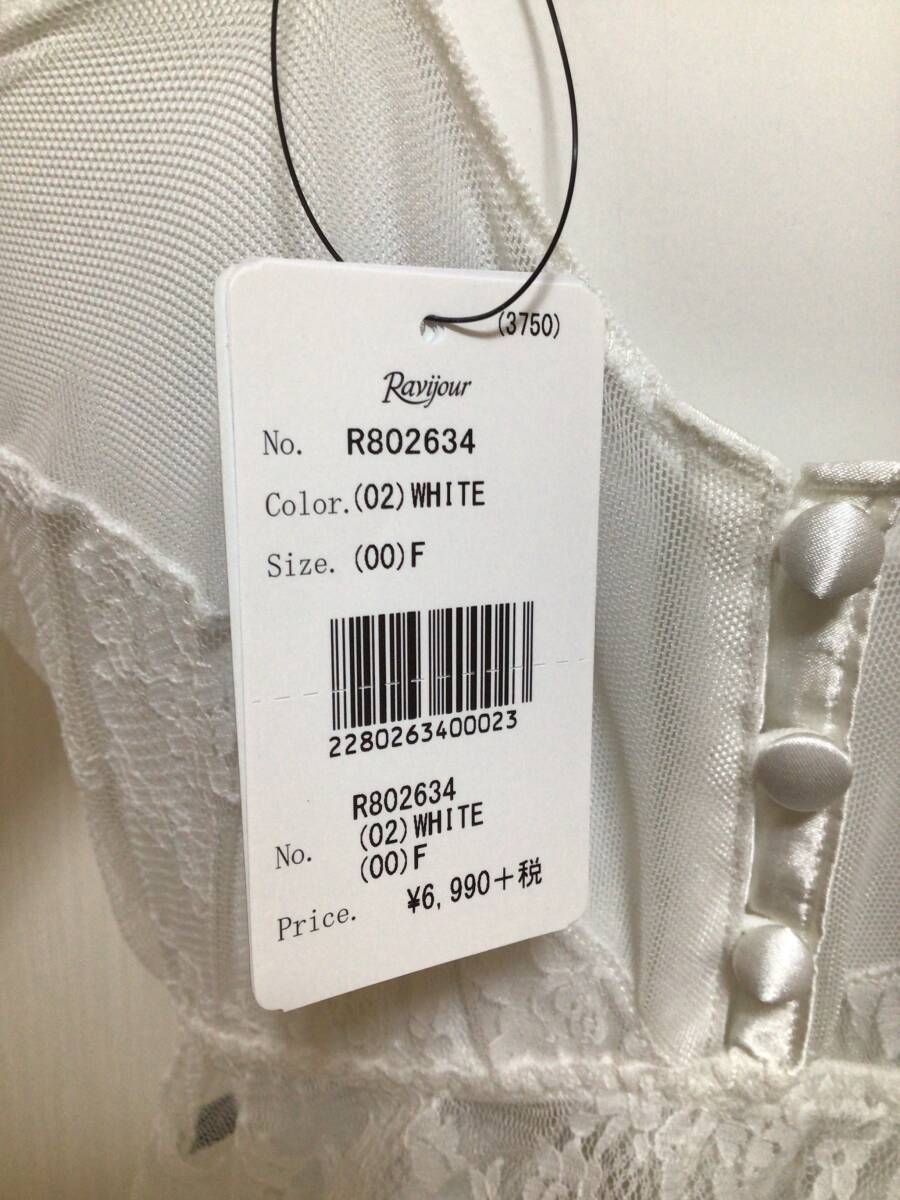 (3750)
Ravijour
No. R802634
Color. (02)WHITE
Size. (00)F
2280263400023
R802634
(02)WHITE
No. (00)F
Price. ¥6,990+税